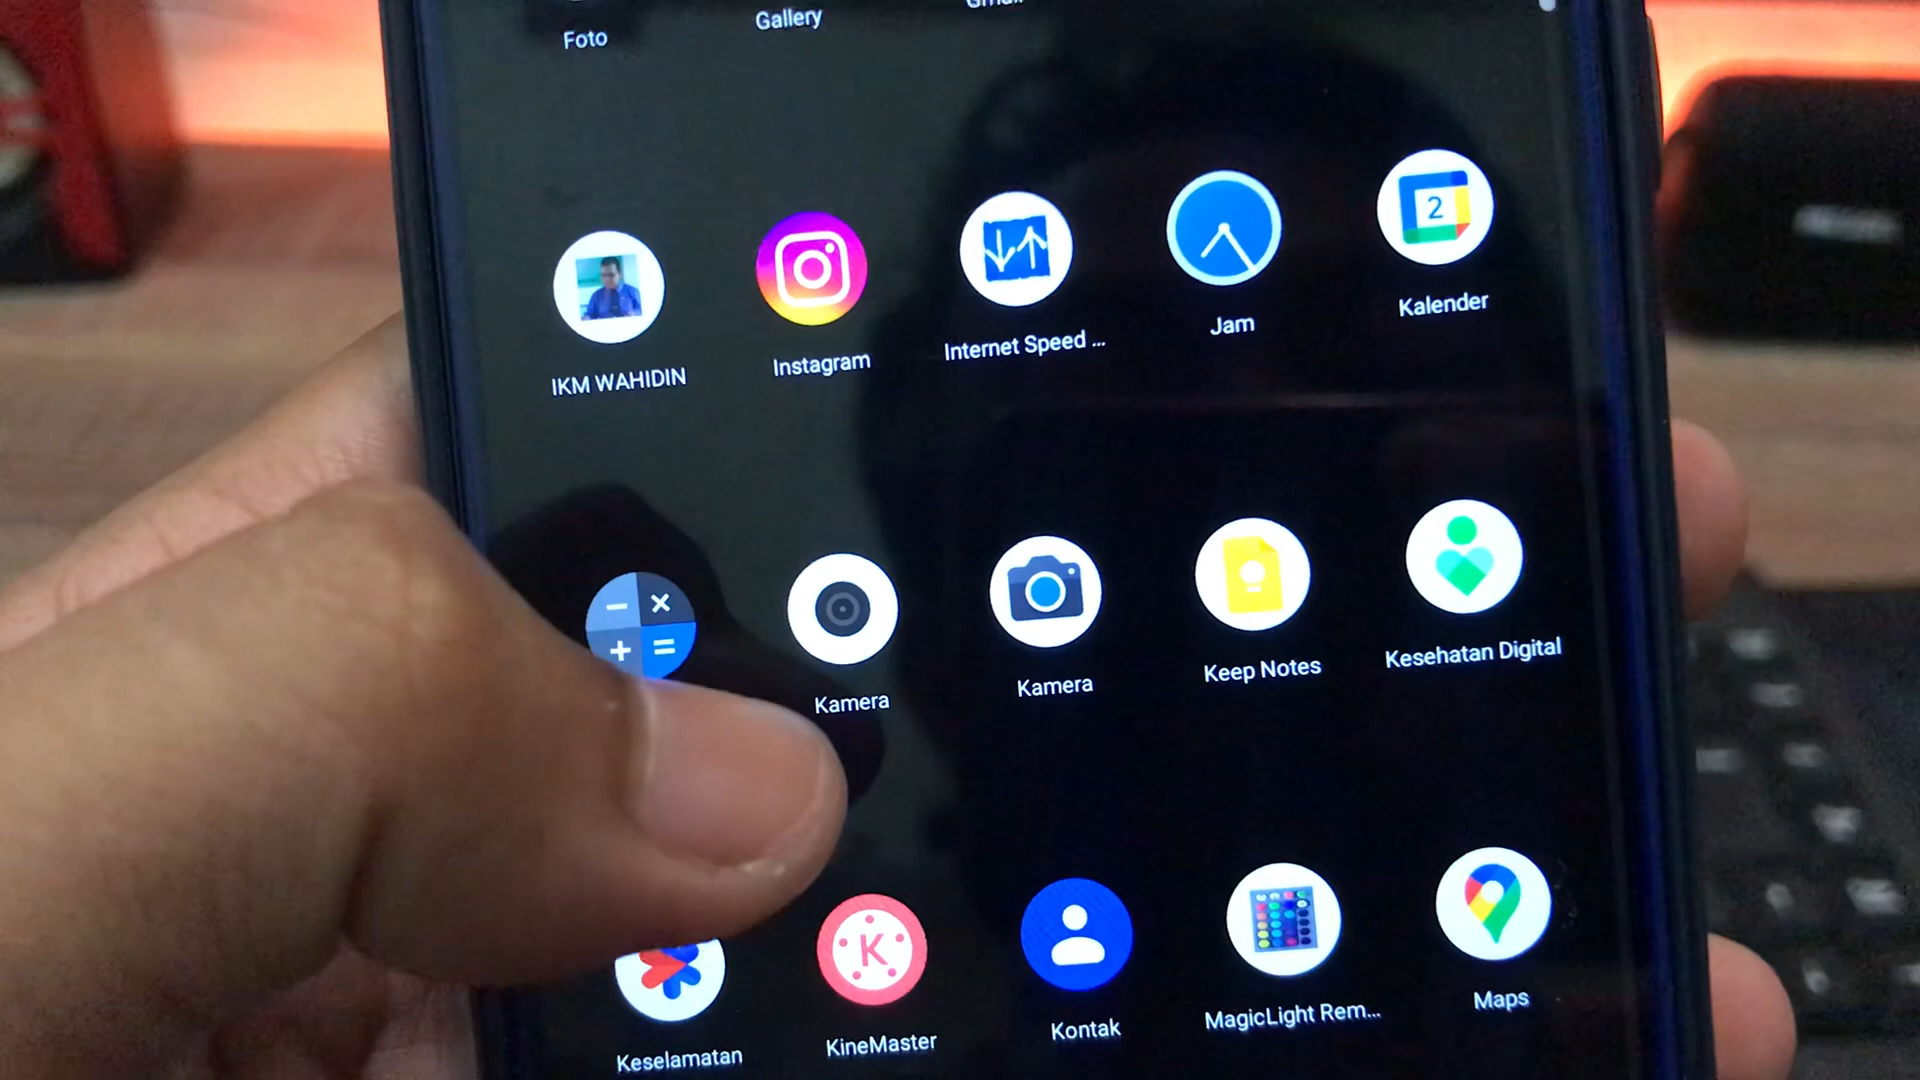 Foto
Gallery
IKM WAHIDIN
Instagram
Internet Speed ...
Jam
2
Kalender
Kamera
Kamera
Keep Notes
Kesehatan Digital
K
Keselamatan
KineMaster
Kontak
MagicLight Rem...
Maps